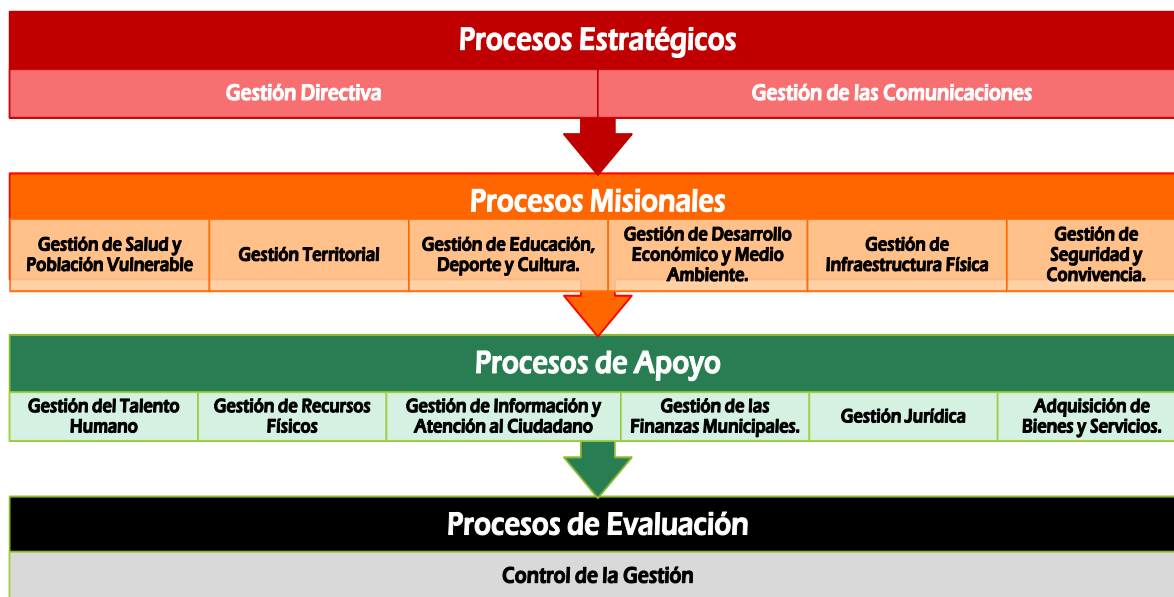 Procesos Estratégicos
Gestión Directiva
Gestión de las Comunicaciones
Procesos Misionales
Gestión de Salud y
Población Vulnerable
Gestión Territorial
Gestión de Educación,
Deporte y Cultura.
Gestión de Desarrollo
Económico y Medio
Ambiente.
Gestión de
Infraestructura Física
Gestión de
Seguridad y
Convivencia.
Procesos de Apoyo
Gestión del Talento
Humano
Gestión de Recursos
Físicos
Gestión de Información y
Atención al Ciudadano
Gestión de las
Finanzas Municipales.
Gestión Jurídica
Adquisición de
Bienes y Servicios.
Procesos de Evaluación
Control de la Gestión